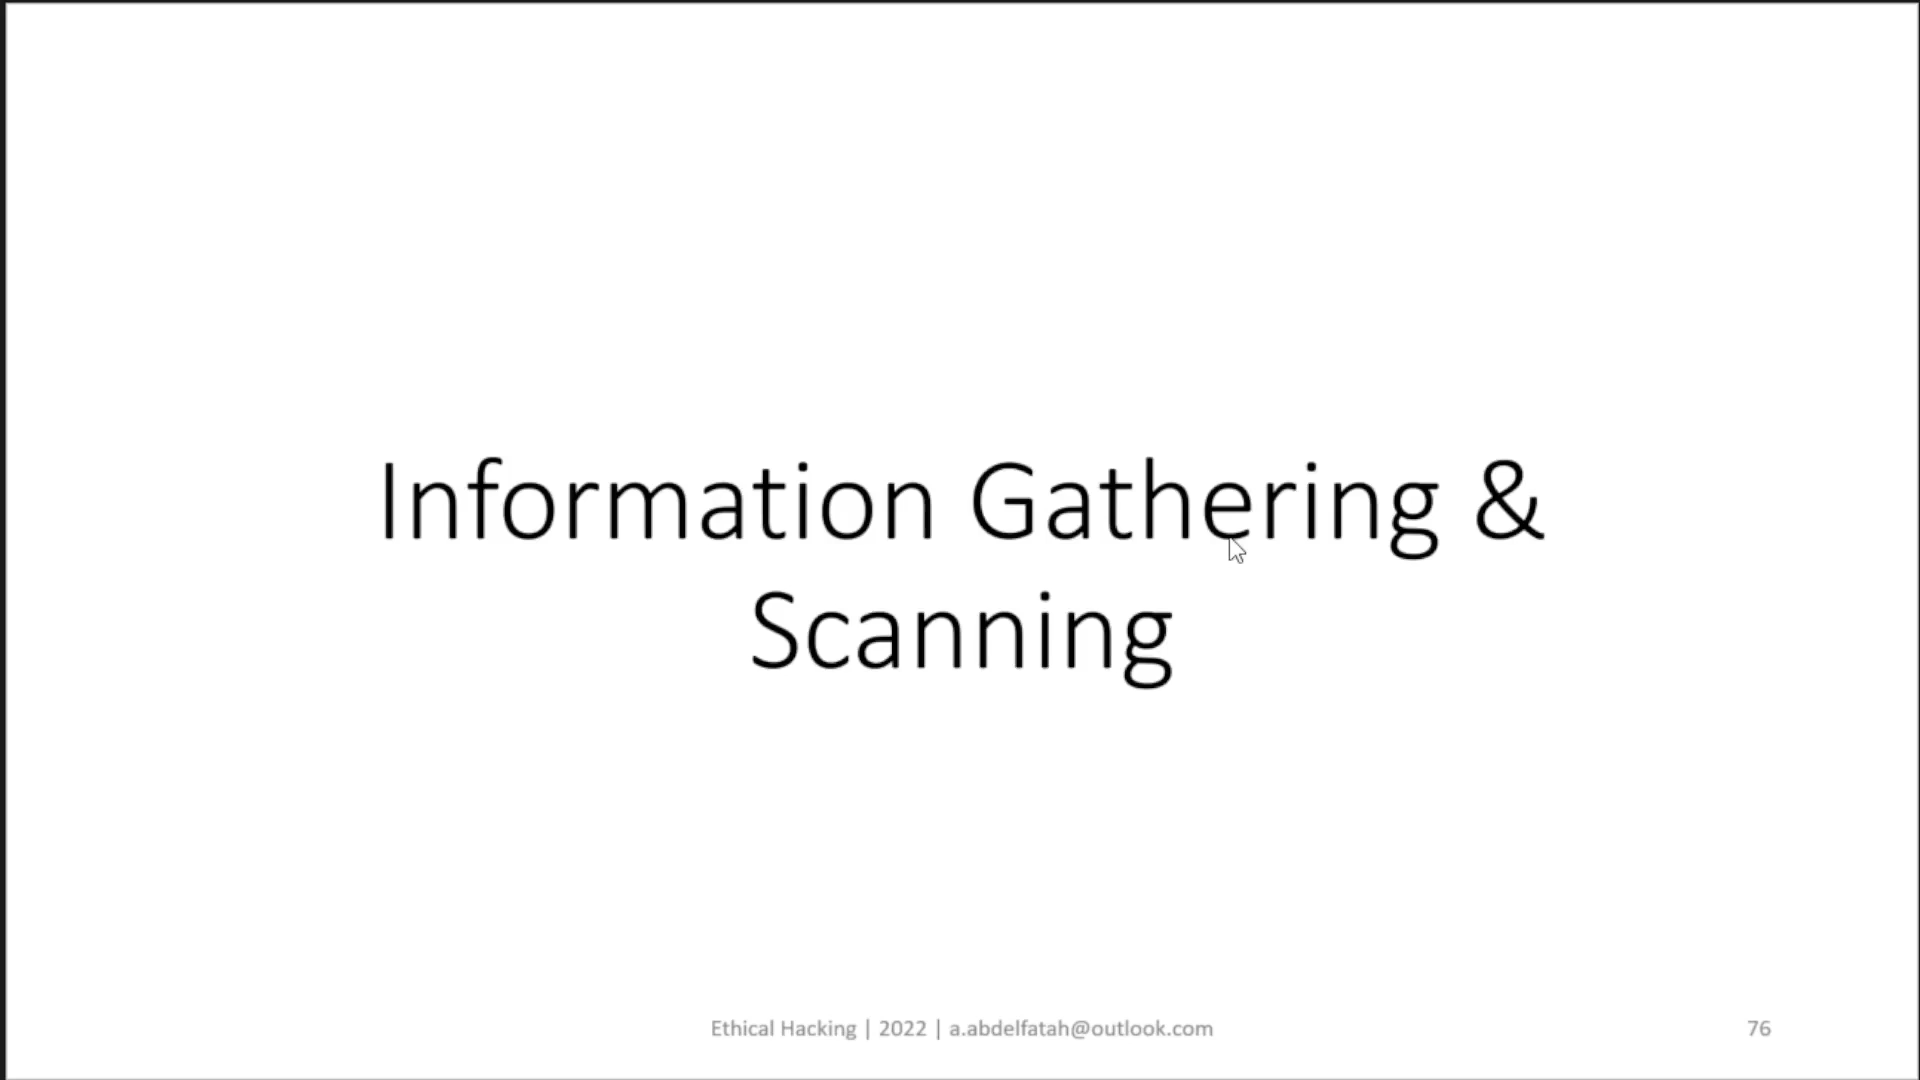 Information Gathering &
Scanning
Ethical Hacking | 2022 | a.abdelfatah@outlook.com
76